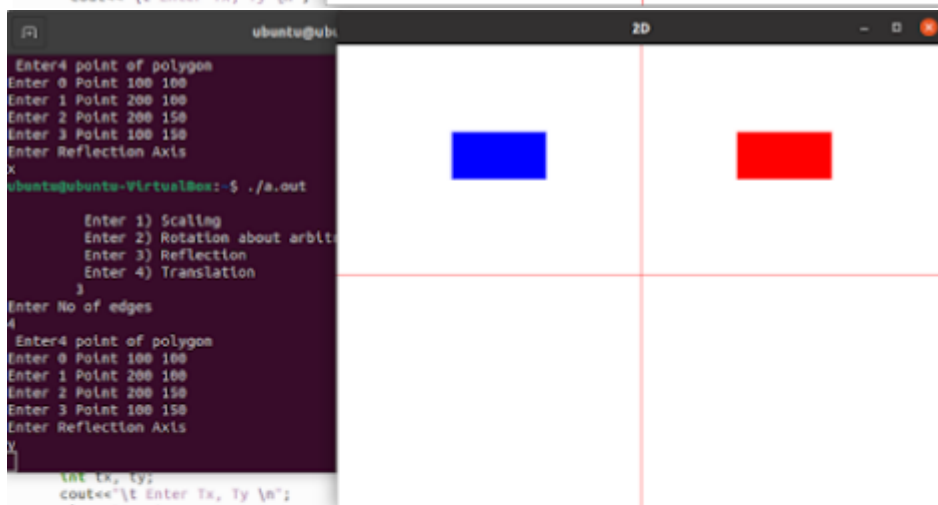 cout<< "\t Enter Tx, Ty \n";
ubuntu@ubu
2D
Enter4 point of polygon
Enter 0 Point 100 100
Enter 1 Point 200 100
Enter 2 Point 200 150
Enter 3 Point 100 150
Enter Reflection Axis
x
ubuntu@ubuntu-VirtualBox:~$ ./a.out
Enter 1) Scaling
Enter 2) Rotation about arbit
Enter 3) Reflection
Enter 4) Translation
3
Enter No of edges
4
Enter4 point of polygon
Enter 0 Point 100 100
Enter 1 Point 200 100
Enter 2 Point 200 150
Enter 3 Point 100 150
Enter Reflection Axis
y
int tx, ty;
cout<<"\t Enter Tx, Ty \n";